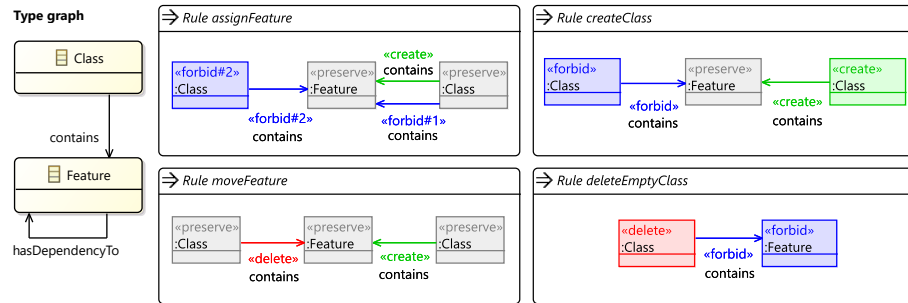 Type graph
Class
contains
Feature
hasDependencyTo
Rule assignFeature
«forbid#2»
:Class
«forbid#2»
contains
«preserve»
:Feature
«create»
contains
«forbid#1»
contains
«preserve»
:Class
Rule createClass
«forbid»
:Class
«forbid»
contains
«preserve»
:Feature
«create»
contains
«create»
:Class
Rule moveFeature
«preserve»
:Class
«delete»
contains
«preserve»
:Feature
«create»
contains
«preserve»
:Class
Rule deleteEmptyClass
«delete»
:Class
«forbid»
contains
«forbid»
:Feature